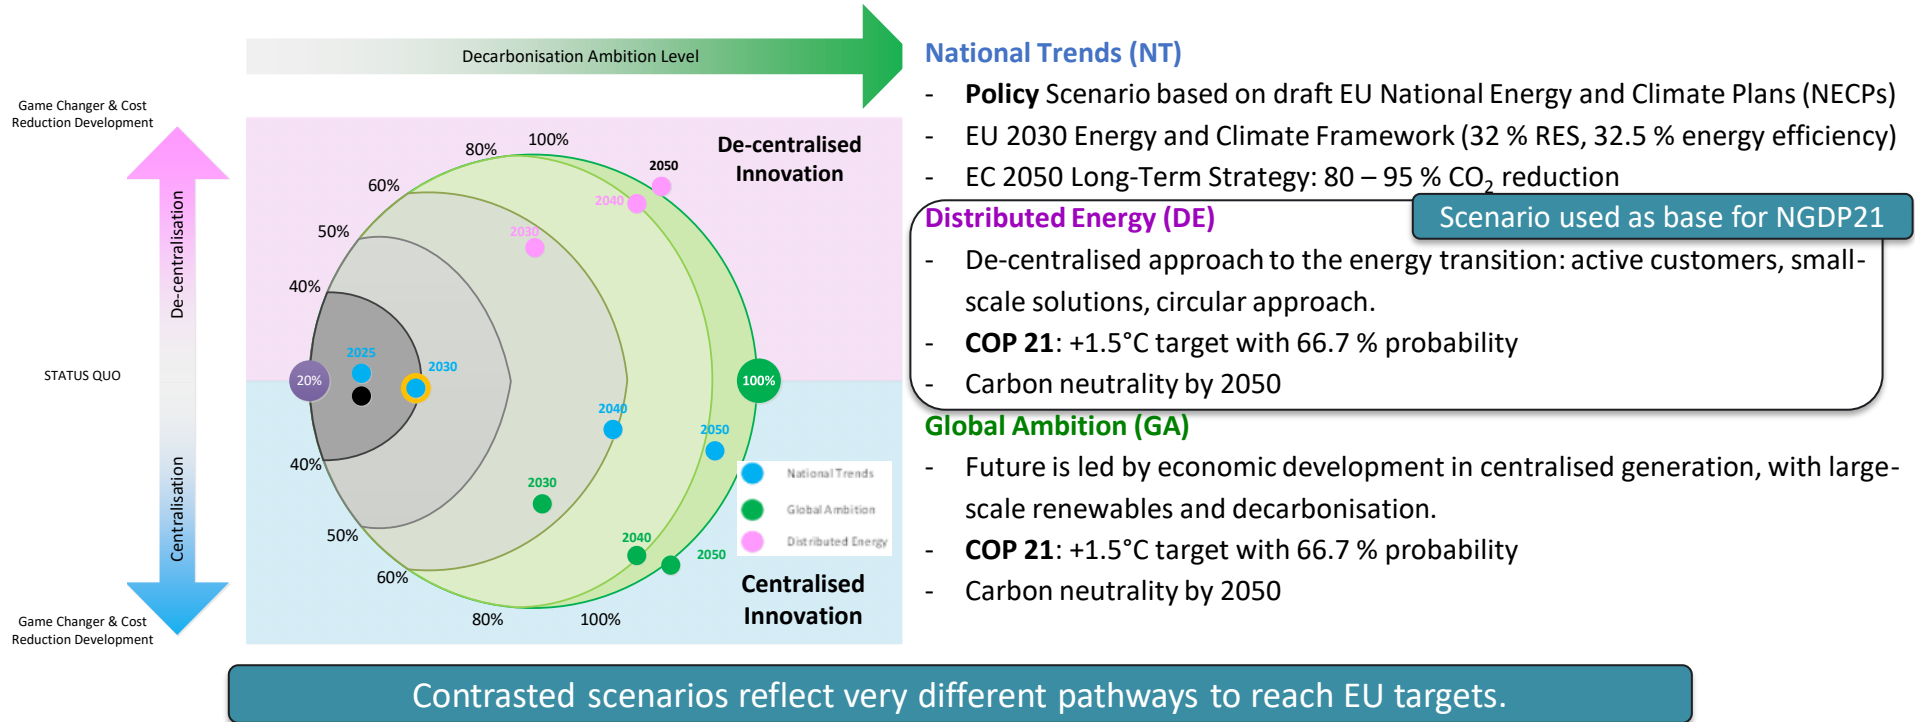 Decarbonisation Ambition Level
Game Changer & Cost
Reduction Development
De-centralisation
STATUS QUO
Centralisation
Game Changer & Cost
Reduction Development
De-centralised
Innovation
100%
80%
60%
50%
40%
20%
100%
40%
50%
60%
80%
100%
2050
2040
2030
2025
2030
2040
2050
2030
2040
2050
National Trends
Global Ambition
Distributed Energy
Centralised
Innovation
National Trends (NT)
- Policy Scenario based on draft EU National Energy and Climate Plans (NECPs)
- EU 2030 Energy and Climate Framework (32 % RES, 32.5 % energy efficiency)
- EC 2050 Long-Term Strategy: 80 – 95 % CO₂ reduction
Distributed Energy (DE)
Scenario used as base for NGDP21
- De-centralised approach to the energy transition: active customers, small-
scale solutions, circular approach.
- COP 21: +1.5°C target with 66.7 % probability
- Carbon neutrality by 2050
Global Ambition (GA)
- Future is led by economic development in centralised generation, with large-
scale renewables and decarbonisation.
- COP 21: +1.5°C target with 66.7 % probability
- Carbon neutrality by 2050
Contrasted scenarios reflect very different pathways to reach EU targets.